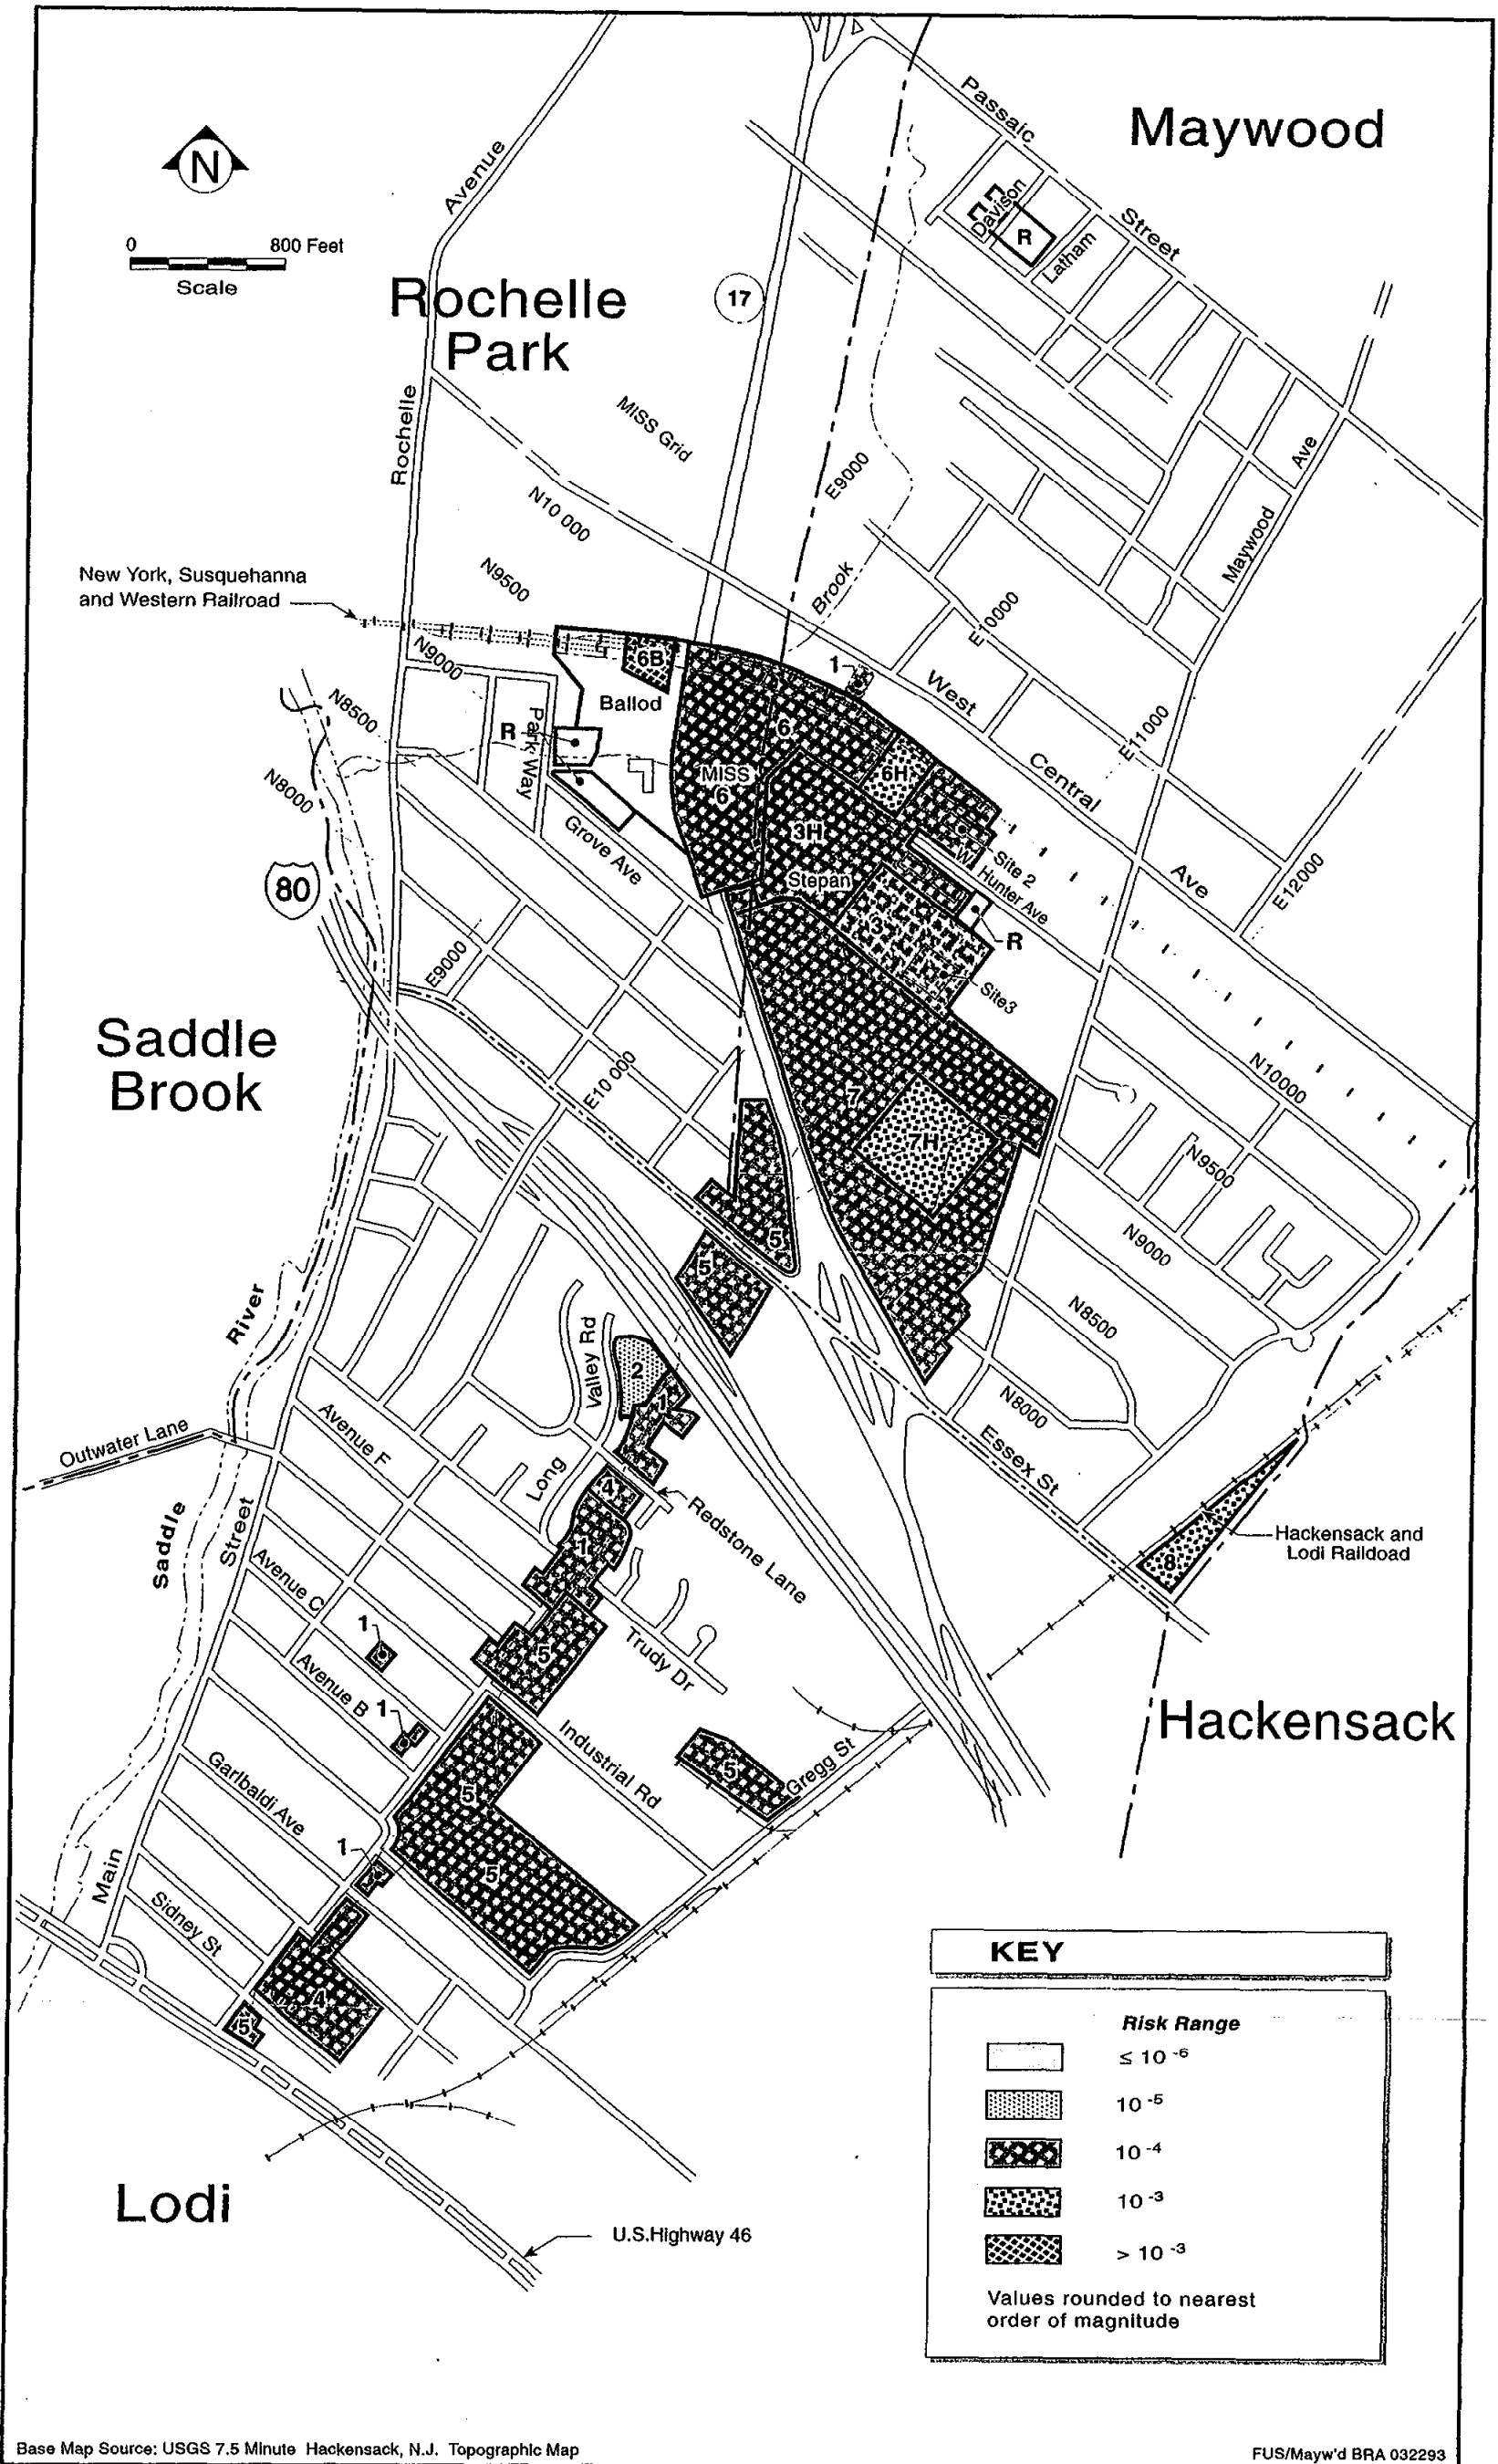 Maywood
Passaic
Street
Davison
R
Latham
N
0 800 Feet
Scale
Avenue
Rochelle
Park
17
Rochelle
MISS Grid
E9000
N10 000
Ave
Maywood
Brook
N9500
New York, Susquehanna
and Western Railroad
E10000
N9000
6B
1
West
Ballod
N8500
R
Park Way
6
E11000
Central
MISS
6
6H
N8000
3H
Grove Ave
Site 2
W
Hunter Ave
Ave
E12000
80
Stepan
3
R
E9000
Site3
Saddle
Brook
E10 000
N10000
7
7H
N9500
5
5
N9000
River
N8500
Valley Rd
2
1
N8000
Outwater Lane
Avenue F
Essex St
Long
4
Redstone Lane
Saddle
Street
1
Hackensack and
Lodi Raildoad
8
Avenue C
1
5
Trudy Dr
Avenue B
1
Hackensack
Industrial Rd
5
Gregg St
Garibaldi Ave
5
1
5
Main
Sidney St
4
5
KEY
Risk Range
≤ 10 -6
10 -5
10 -4
10 -3
> 10 -3
Values rounded to nearest
order of magnitude
Lodi
U.S.Highway 46
Base Map Source: USGS 7.5 Minute Hackensack, N.J. Topographic Map
FUS/Mayw'd BRA 032293